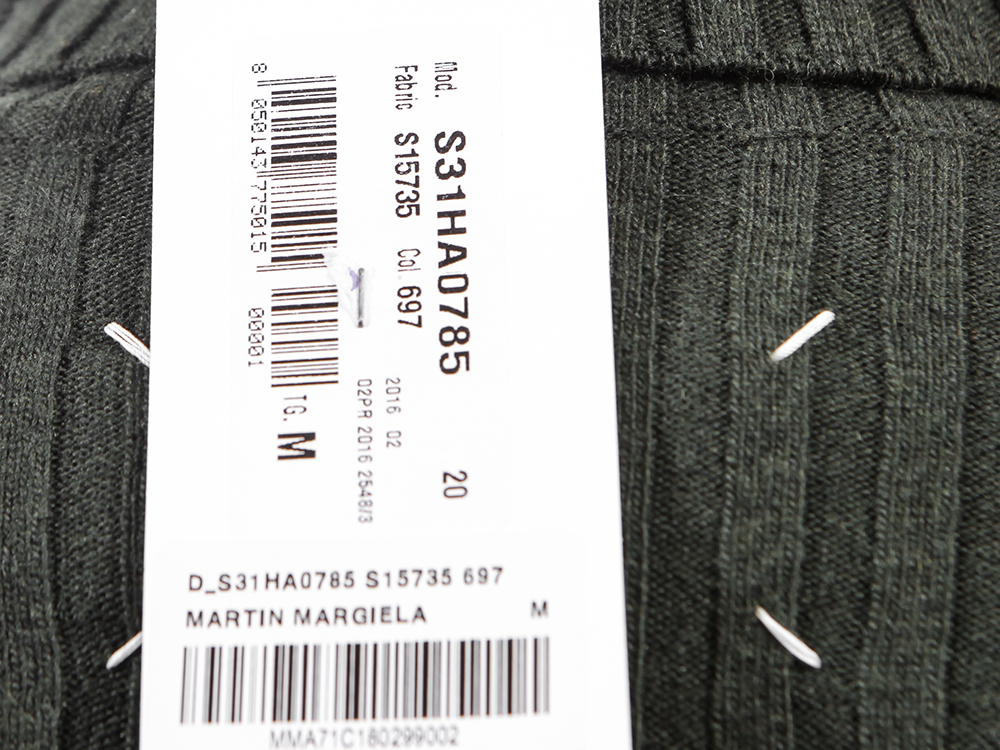 Mod. S31HA0785 20
Fabric S15735 Col. 697
2016 02
02PR 2016 2548/3
TG. M
8 050143 775015 00001
D_S31HA0785 S15735 697
MARTIN MARGIELA M
MMA71C180299002